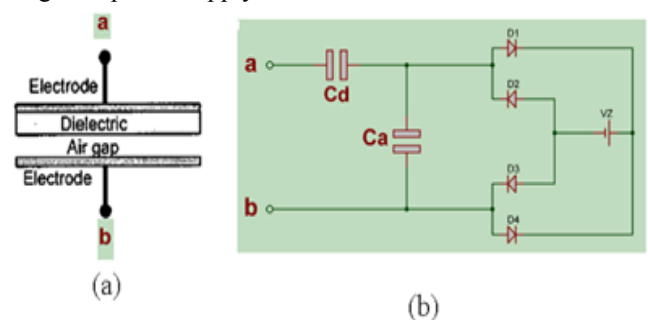 a
Electrode
Dielectric
Air gap
Electrode
b
(a)
a
Cd
Ca
b
D1
D2
VZ
D3
D4
(b)